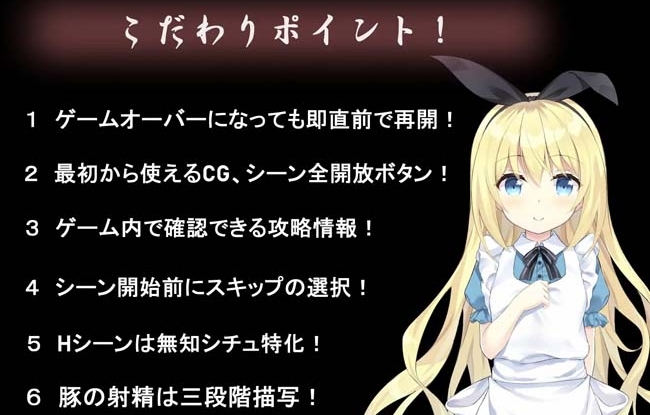 こだわりポイント！
1 ゲームオーバーになっても即直前で再開！
2 最初から使えるCG、シーン全開放ボタン！
3 ゲーム内で確認できる攻略情報！
4 シーン開始前にスキップの選択！
5 Hシーンは無知シチュ特化！
6 豚の射精は三段階描写！